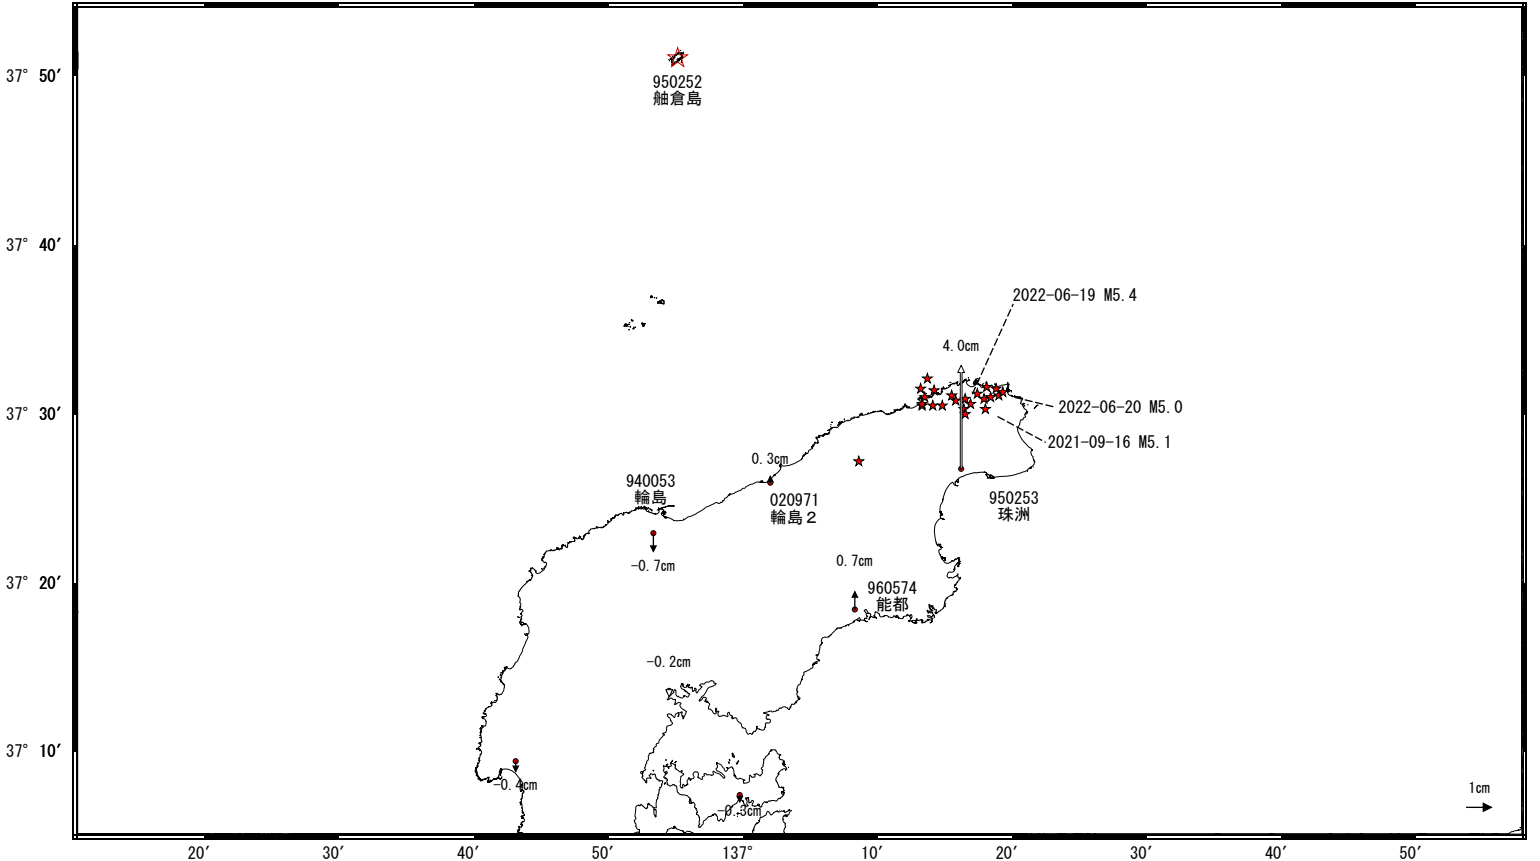 37° 50′
950252
舳倉島
37° 40′
2022-06-19 M5.4
4.0cm
37° 30′
2022-06-20 M5.0
2021-09-16 M5.1
0.3cm
940053
輪島
020971
輪島２
950253
珠洲
-0.7cm
0.7cm
37° 20′
960574
能都
-0.2cm
37° 10′
-0.4cm
1cm
-0.3cm
20′ 30′ 40′ 50′ 137° 10′ 20′ 30′ 40′ 50′